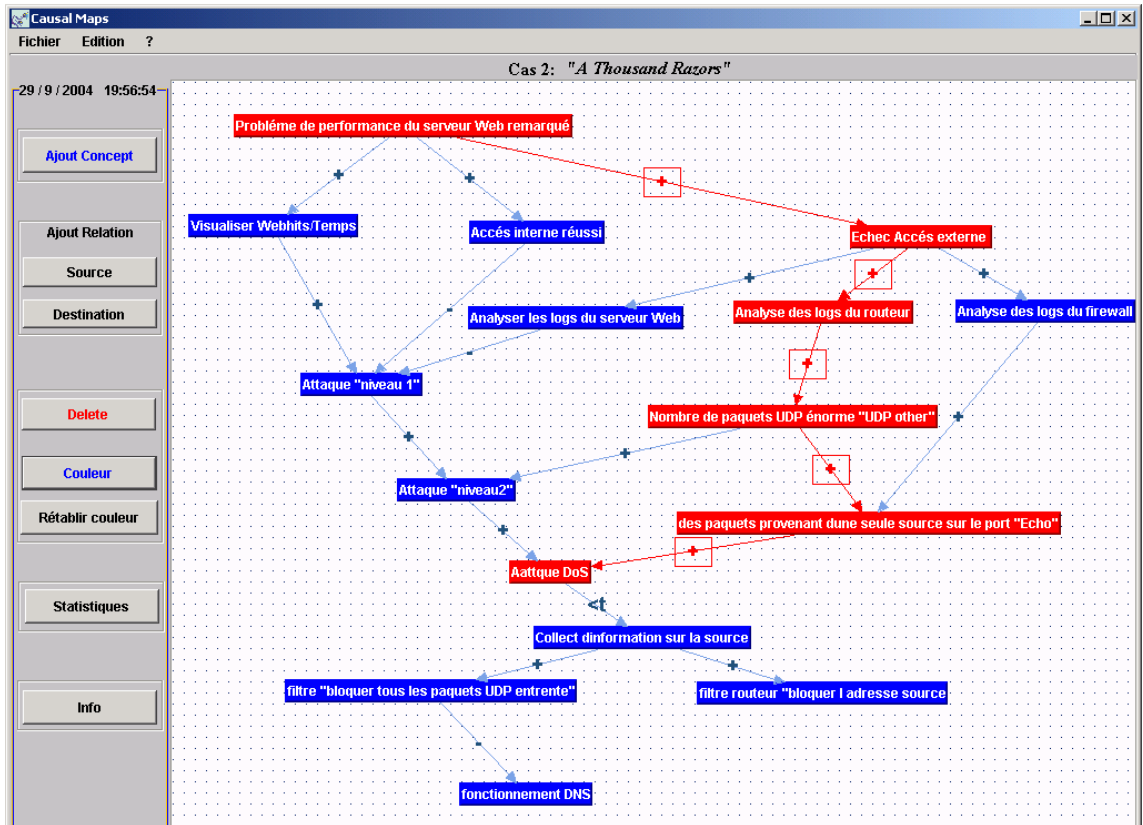 Causal Maps
Fichier Edition ?
Cas 2: "A Thousand Razors"
29 / 9 / 2004 19:56:54
Ajout Concept
Ajout Relation
Source
Destination
Delete
Couleur
Rétablir couleur
Statistiques
Info
Probléme de performance du serveur Web remarqué
+
+
+
Visualiser Webhits/Temps
Accés interne réussi
Echec Accés externe
+
+
+
+
-
Analyser les logs du serveur Web
Analyse des logs du routeur
Analyse des logs du firewall
-
+
Attaque "niveau 1"
Nombre de paquets UDP énorme "UDP other"
+
+
+
+
Attaque "niveau2"
des paquets provenant dune seule source sur le port "Echo"
+
+
Aattque DoS
<t
Collect dinformation sur la source
+
+
filtre "bloquer tous les paquets UDP entrente"
filtre routeur "bloquer l adresse source
-
fonctionnement DNS